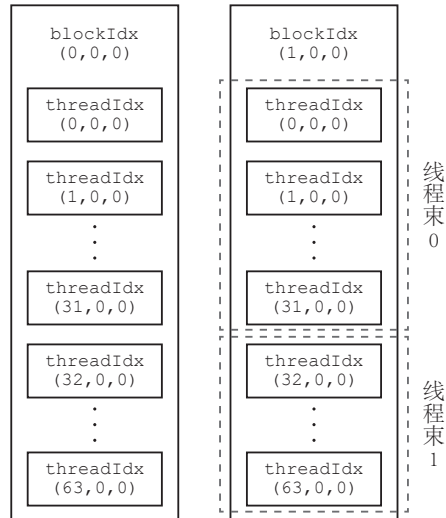 blockIdx
(0,0,0)
threadIdx
(0,0,0)
threadIdx
(1,0,0)
threadIdx
(31,0,0)
threadIdx
(32,0,0)
threadIdx
(63,0,0)
blockIdx
(1,0,0)
threadIdx
(0,0,0)
threadIdx
(1,0,0)
threadIdx
(31,0,0)
threadIdx
(32,0,0)
threadIdx
(63,0,0)
线程束0
线程束1